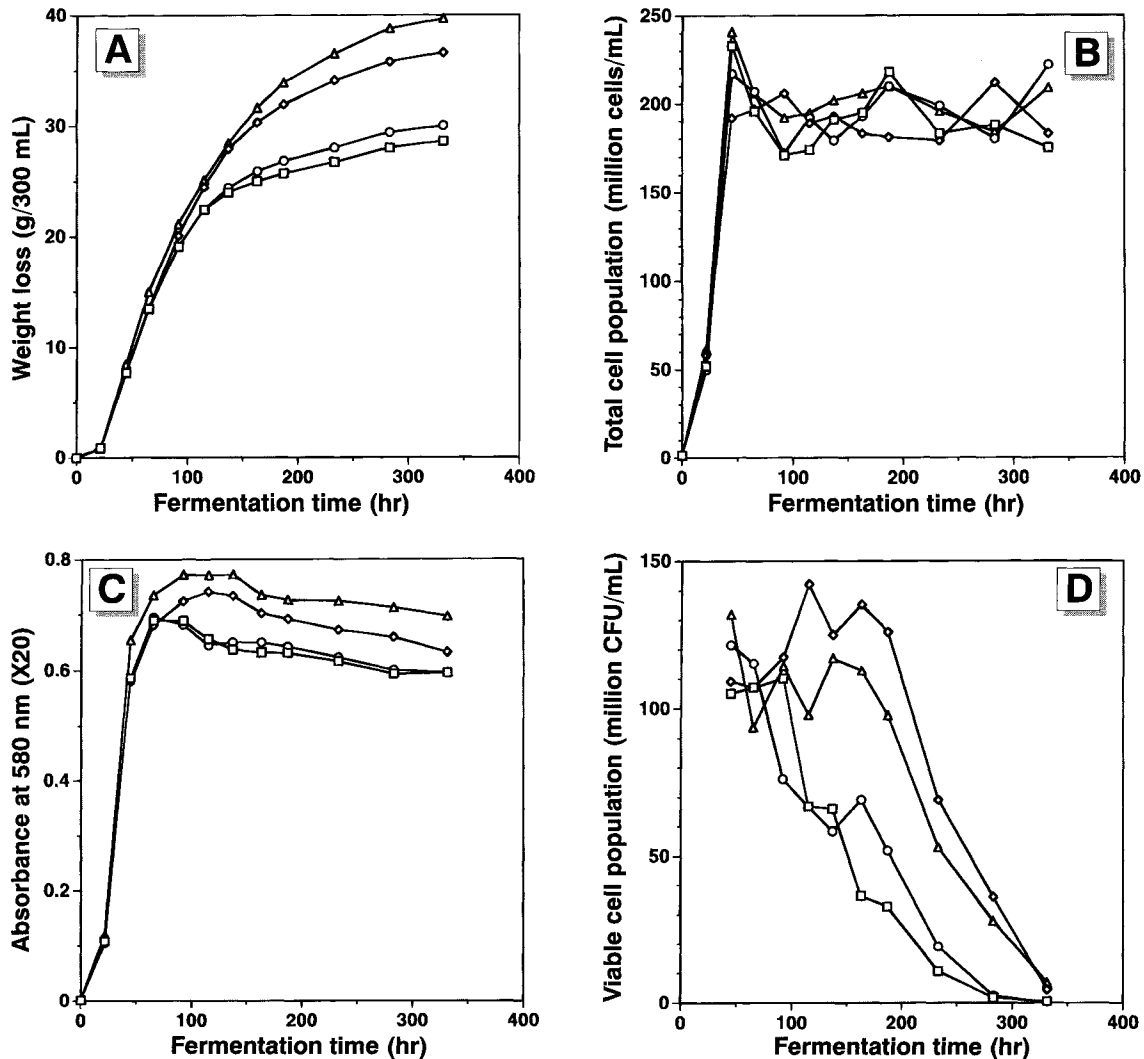 A
Weight loss (g/300 mL)
40
30
20
10
0
0 100 200 300 400
Fermentation time (hr)
B
Total cell population (million cells/mL)
250
200
150
100
50
0
0 100 200 300 400
Fermentation time (hr)
C
Absorbance at 580 nm (X20)
0.8
0.6
0.4
0.2
0
0 100 200 300 400
Fermentation time (hr)
D
Viable cell population (million CFU/mL)
150
100
50
0
0 100 200 300 400
Fermentation time (hr)